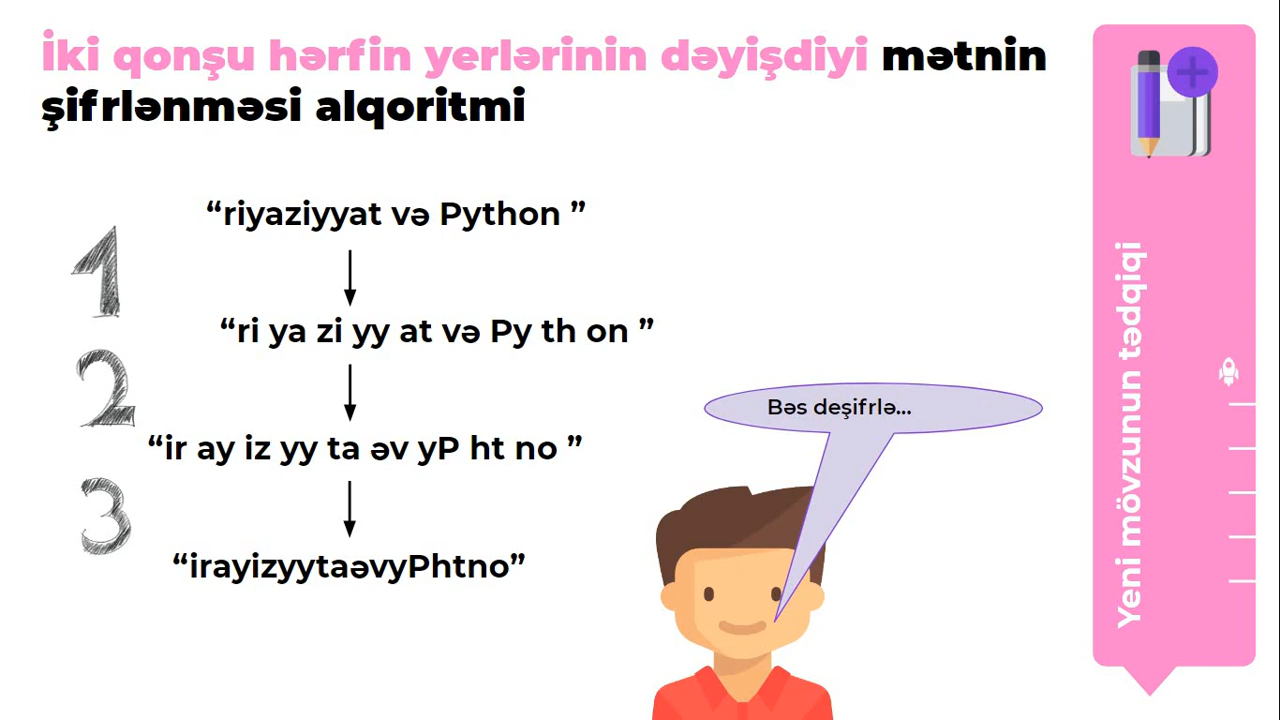 İki qonşu hərfin yerlərinin dəyişdiyi mətnin
şifrlənməsi alqoritmi
1
“riyaziyyat və Python ”
“ri ya zi yy at və Py th on ”
2
“ir ay iz yy ta əv yP ht no ”
3
“irayizyytaəvyPhtno”
Bəs deşifrlə...
Yeni mövzunun tədqiqi